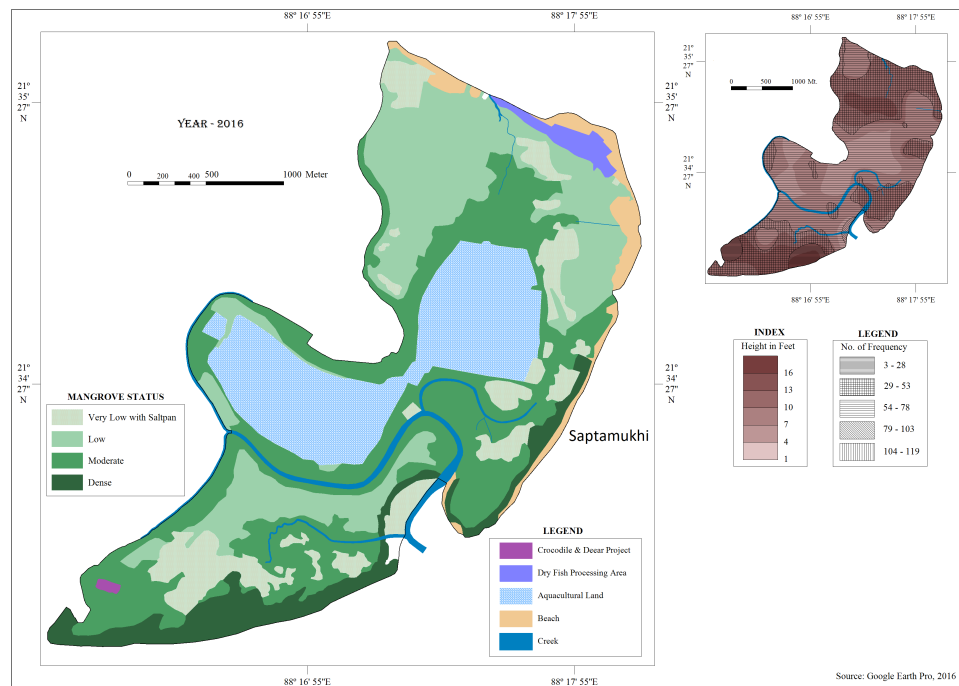 88° 16' 55"E
88° 17' 55"E
21°
35'
27"
N
YEAR - 2016
0 200 400 500 1000 Meter
21°
34'
27"
N
21°
34'
27"
N
MANGROVE STATUS
Very Low with Saltpan
Low
Moderate
Dense
Saptamukhi
LEGEND
Crocodile & Deear Project
Dry Fish Processing Area
Aquacultural Land
Beach
Creek
88° 16' 55"E
88° 17' 55"E
88° 16' 55"E
88° 17' 55"E
21°
35'
27"
N
0 500 1000 Mt.
21°
34'
27"
N
88° 16' 55"E
88° 17' 55"E
INDEX
Height in Feet
16
13
10
7
4
1
LEGEND
No. of Frequency
3 - 28
29 - 53
54 - 78
79 - 103
104 - 119
Source: Google Earth Pro, 2016